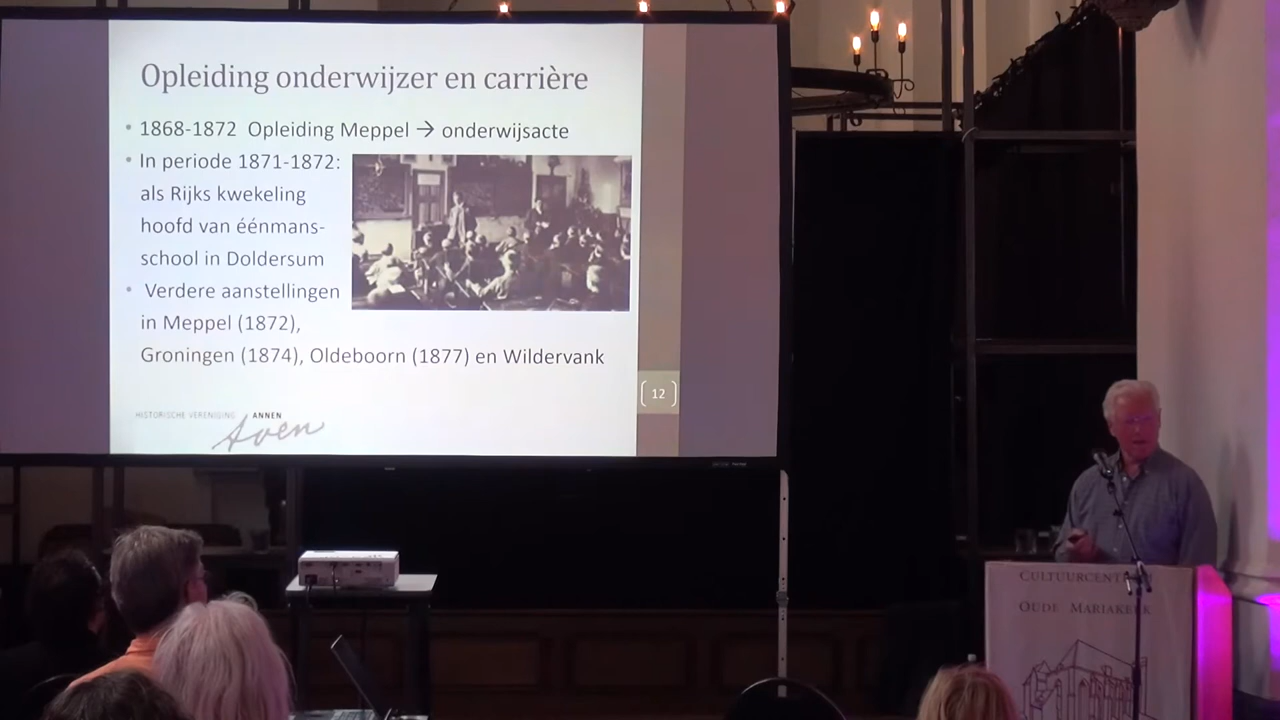 Opleiding onderwijzer en carrière
• 1868-1872 Opleiding Meppel → onderwijsacte
• In periode 1871-1872:
als Rijks kwekeling
hoofd van éénmans-
school in Doldersum
• Verdere aanstellingen
in Meppel (1872),
Groningen (1874), Oldeboorn (1877) en Wildervank
12
HISTORISCHE VERENIGING ANNEN
CULTUURCENT
OUDE MARIAKERK